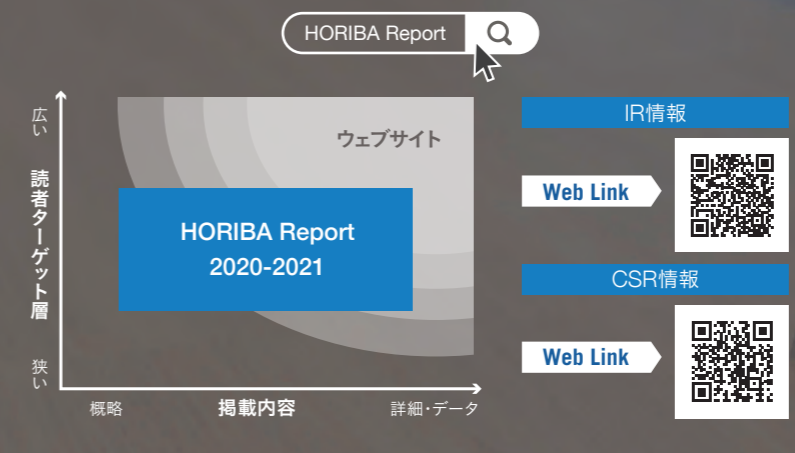 HORIBA Report
広い
読者ターゲット層
狭い
ウェブサイト
HORIBA Report
2020-2021
概略
掲載内容
詳細・データ
IR情報
Web Link
CSR情報
Web Link